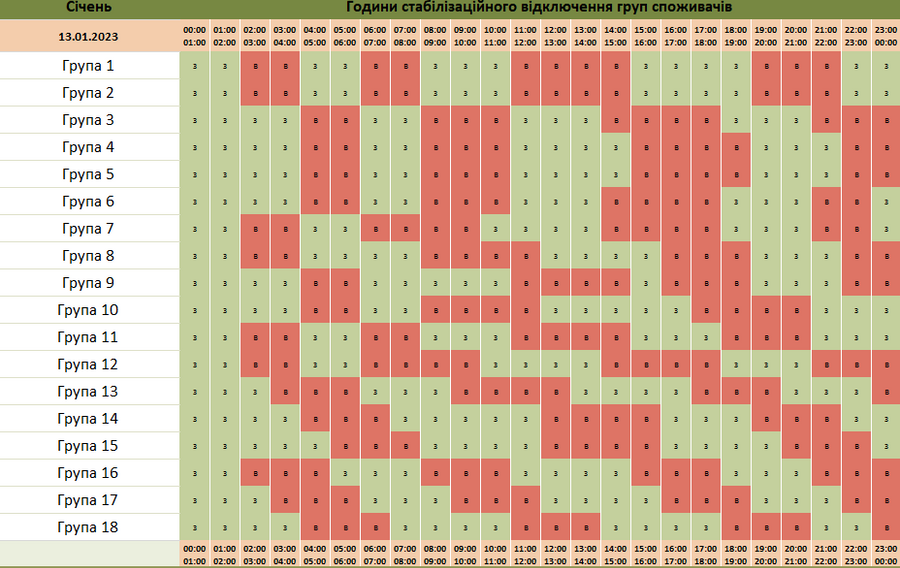 Січень Години стабілізаційного відключення груп споживачів
13.01.2023 00:00 01:00 02:00 03:00 04:00 05:00 06:00 07:00 08:00 09:00 10:00 11:00 12:00 13:00 14:00 15:00 16:00 17:00 18:00 19:00 20:00 21:00 22:00 23:00
01:00 02:00 03:00 04:00 05:00 06:00 07:00 08:00 09:00 10:00 11:00 12:00 13:00 14:00 15:00 16:00 17:00 18:00 19:00 20:00 21:00 22:00 23:00 00:00
Група 1 З З В В З З В В З З З В В В В З З З З В В В З З
Група 2 З З В В З З В В З З З В В В В З З З З В В В З З
Група 3 З З З З В В З З В В В З З З В В В В З З З В В В
Група 4 З З З З В В З З В В В З З З З В В В В З З З В В
Група 5 З З З З В В З З В В В З З З З В В В В З З З В В
Група 6 З З З З В В З З В В В З З З В В В В З З З В В З
Група 7 З З В В З З В В В В З З З З В В В В З З З В В З
Група 8 З З В В З З З З В В В В З З З З В В В З З З В В
Група 9 З З З З В В З З З З З В В В В З В В В З З З З З
Група 10 З З З З В В З З В В В В З З З З З В В В В З З З
Група 11 З З В В З З В В З З З В В В В З З З В В В З З З
Група 12 З З В В З З В В В В З З З З В В В В З З З В В В
Група 13 З З З В В В З З З В В В В З З З З В В В З З З В
Група 14 З З З З В В В З З З З З В В В В З З З В В В З З
Група 15 З З З З З В В В З З З З В В В В З З З З В В В З
Група 16 З З В В В З З З В В В З З З З В В В З З З В В В
Група 17 З З З В В В З З З В В В З З З З В В В З З З В В
Група 18 З З З З В В В З З З З В В В З З З З В В В З З В
00:00 01:00 02:00 03:00 04:00 05:00 06:00 07:00 08:00 09:00 10:00 11:00 12:00 13:00 14:00 15:00 16:00 17:00 18:00 19:00 20:00 21:00 22:00 23:00
01:00 02:00 03:00 04:00 05:00 06:00 07:00 08:00 09:00 10:00 11:00 12:00 13:00 14:00 15:00 16:00 17:00 18:00 19:00 20:00 21:00 22:00 23:00 00:00